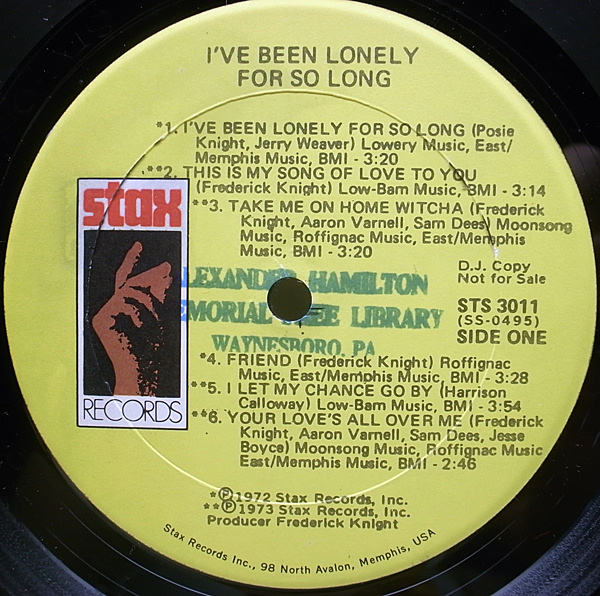 I'VE BEEN LONELY
FOR SO LONG
*1. I'VE BEEN LONELY FOR SO LONG (Posie
Knight, Jerry Weaver) Lowery Music, East/
Memphis Music, BMI - 3:20
**2. THIS IS MY SONG OF LOVE TO YOU
(Frederick Knight) Low-Bam Music, BMI - 3:14
**3. TAKE ME ON HOME WITCHA (Frederick
Knight, Aaron Varnell, Sam Dees) Moonsong
Music, Roffignac Music, East/Memphis
Music, BMI - 3:20
stax
RECORDS
D.J. Copy
Not for Sale
STS 3011
(SS-0495)
SIDE ONE
ALEXANDER HAMILTON
MEMORIAL FREE LIBRARY
WAYNESBORO, PA
*4. FRIEND (Frederick Knight) Roffignac
Music, East/Memphis Music, BMI - 3:28
**5. I LET MY CHANCE GO BY (Harrison
Calloway) Low-Bam Music, BMI - 3:54
**6. YOUR LOVE'S ALL OVER ME (Frederick
Knight, Aaron Varnell, Sam Dees, Jesse
Boyce) Moonsong Music, Roffignac Music
East/Memphis Music, BMI - 2:46
*Ⓟ1972 Stax Records, Inc.
**Ⓟ1973 Stax Records, Inc.
Producer Frederick Knight
Stax Records Inc., 98 North Avalon, Memphis, USA